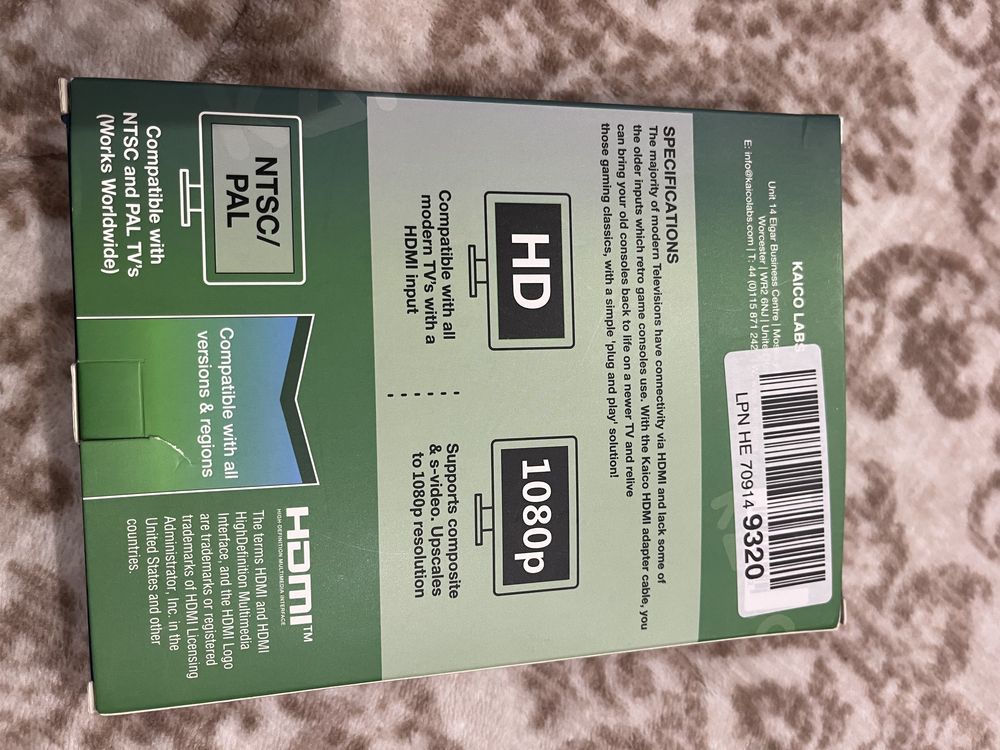 KAICO LABS
Unit 14 Elgar Business Centre | Mos
Worcester | WR2 6NJ | Unite
E: info@kaicolabs.com | T: 44 (0)115 871 242
LPN HE 70914 9320
SPECIFICATIONS
The majority of modern Televisions have connectivity via HDMI and lack some of
the older inputs which retro game consoles use. With the Kaico HDMI adapter cable, you
can bring your old consoles back to life on a newer TV and relive
those gaming classics, with a simple 'plug and play' solution!
HD
Compatible with all
modern TV's with a
HDMI input
1080p
Supports composite
& s-video. Upscales
to 1080p resolution
NTSC/
PAL
Compatible with
NTSC and PAL TV's
(Works Worldwide)
Compatible with all
versions & regions
HDMI™
HIGH-DEFINITION MULTIMEDIA INTERFACE
The terms HDMI and HDMI
HighDefinition Multimedia
Interface, and the HDMI Logo
are trademarks or registered
trademarks of HDMI Licensing
Administrator, Inc. in the
United States and other
countries.